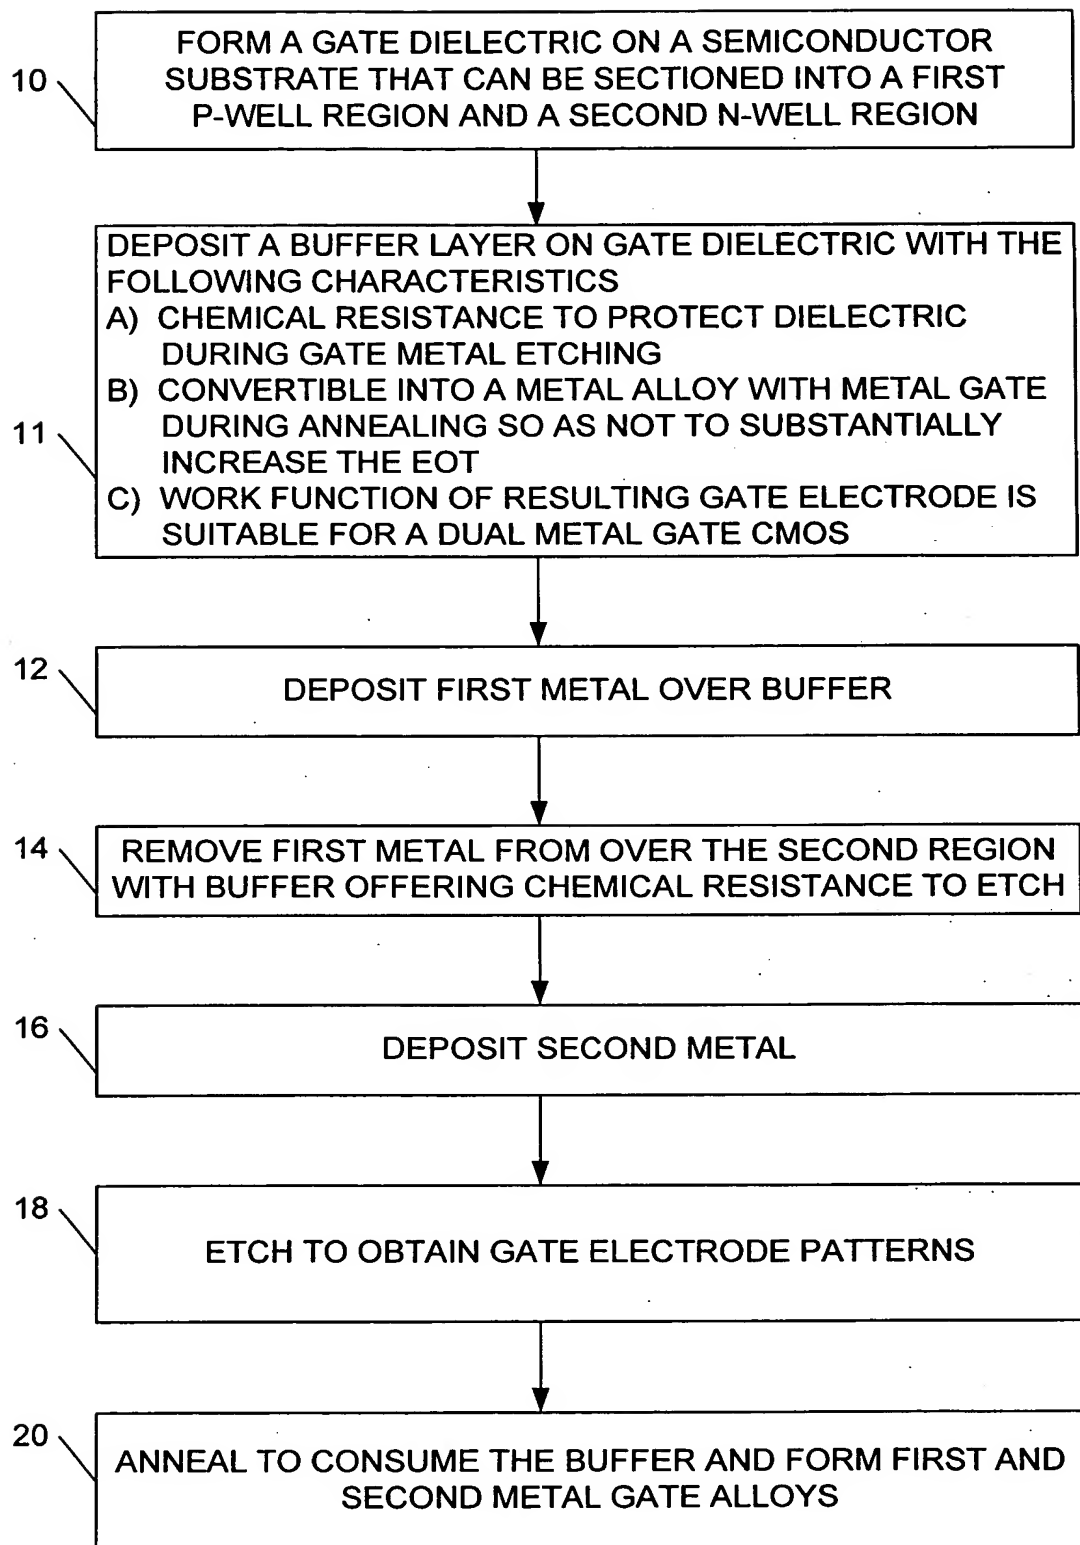 FORM A GATE DIELECTRIC ON A SEMICONDUCTOR
SUBSTRATE THAT CAN BE SECTIONED INTO A FIRST
P-WELL REGION AND A SECOND N-WELL REGION
10
DEPOSIT A BUFFER LAYER ON GATE DIELECTRIC WITH THE
FOLLOWING CHARACTERISTICS
A) CHEMICAL RESISTANCE TO PROTECT DIELECTRIC
DURING GATE METAL ETCHING
B) CONVERTIBLE INTO A METAL ALLOY WITH METAL GATE
DURING ANNEALING SO AS NOT TO SUBSTANTIALLY
INCREASE THE EOT
C) WORK FUNCTION OF RESULTING GATE ELECTRODE IS
SUITABLE FOR A DUAL METAL GATE CMOS
11
12
DEPOSIT FIRST METAL OVER BUFFER
14
REMOVE FIRST METAL FROM OVER THE SECOND REGION
WITH BUFFER OFFERING CHEMICAL RESISTANCE TO ETCH
16
DEPOSIT SECOND METAL
18
ETCH TO OBTAIN GATE ELECTRODE PATTERNS
20
ANNEAL TO CONSUME THE BUFFER AND FORM FIRST AND
SECOND METAL GATE ALLOYS